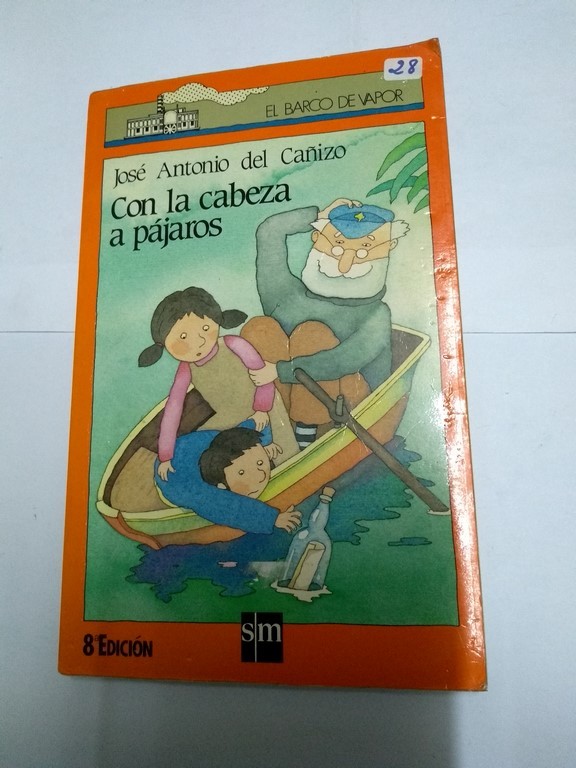 28
EL BARCO DE VAPOR
José Antonio del Cañizo
Con la cabeza
a pájaros
8ª EDICIÓN
sm